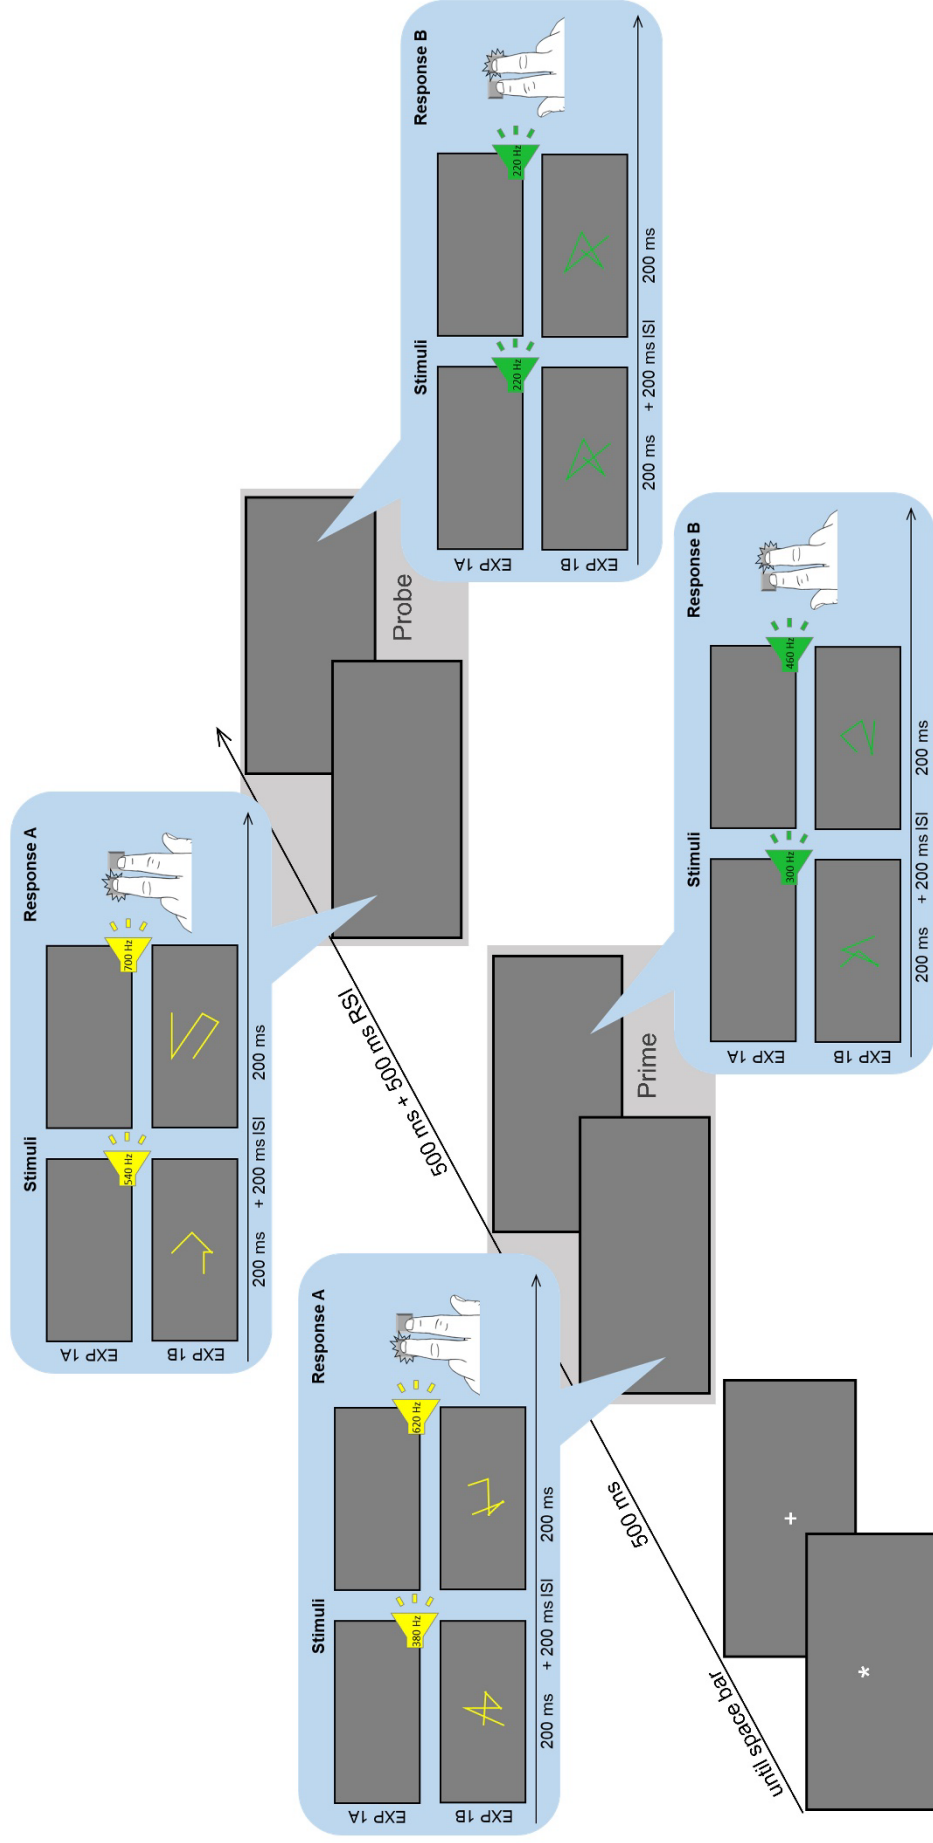 Stimuli
Response A
EXP 1A
540 Hz
700 Hz
EXP 1B
200 ms
+ 200 ms ISI
200 ms
Stimuli
Response B
EXP 1A
220 Hz
220 Hz
EXP 1B
200 ms
+ 200 ms ISI
200 ms
Probe
500 ms + 500 ms RSI
Stimuli
Response A
EXP 1A
380 Hz
620 Hz
EXP 1B
200 ms
+ 200 ms ISI
200 ms
Prime
Stimuli
Response B
EXP 1A
300 Hz
460 Hz
EXP 1B
200 ms
+ 200 ms ISI
200 ms
500 ms
+
until space bar
*